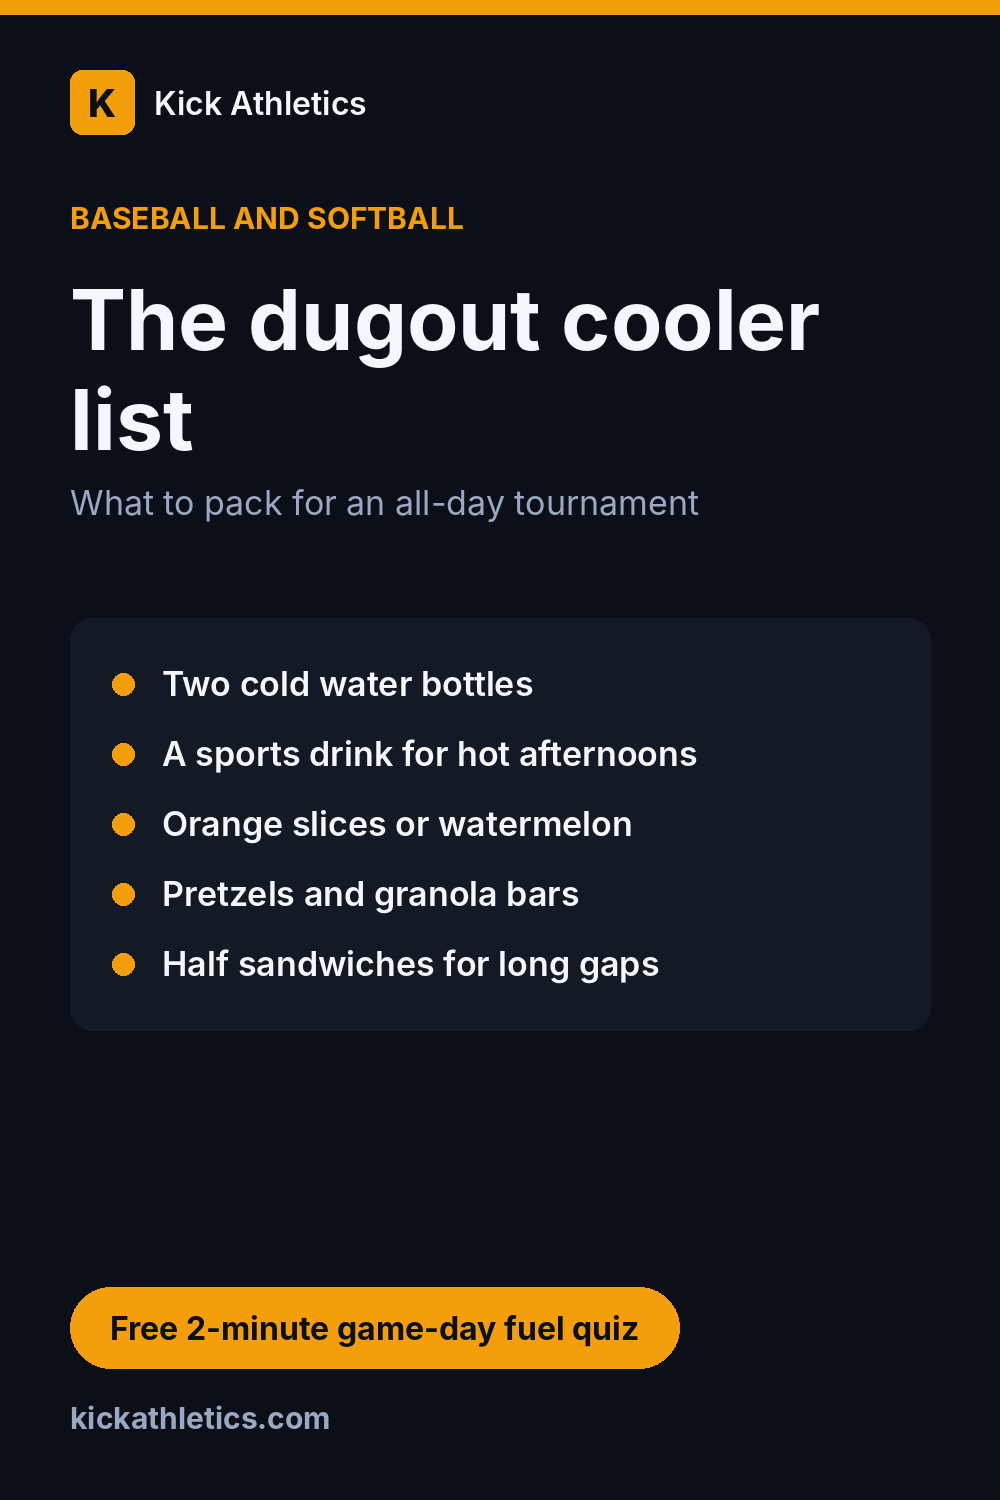 K
Kick Athletics
BASEBALL AND SOFTBALL
The dugout cooler
list
What to pack for an all-day tournament
Two cold water bottles
A sports drink for hot afternoons
Orange slices or watermelon
Pretzels and granola bars
Half sandwiches for long gaps
Free 2-minute game-day fuel quiz
kickathletics.com